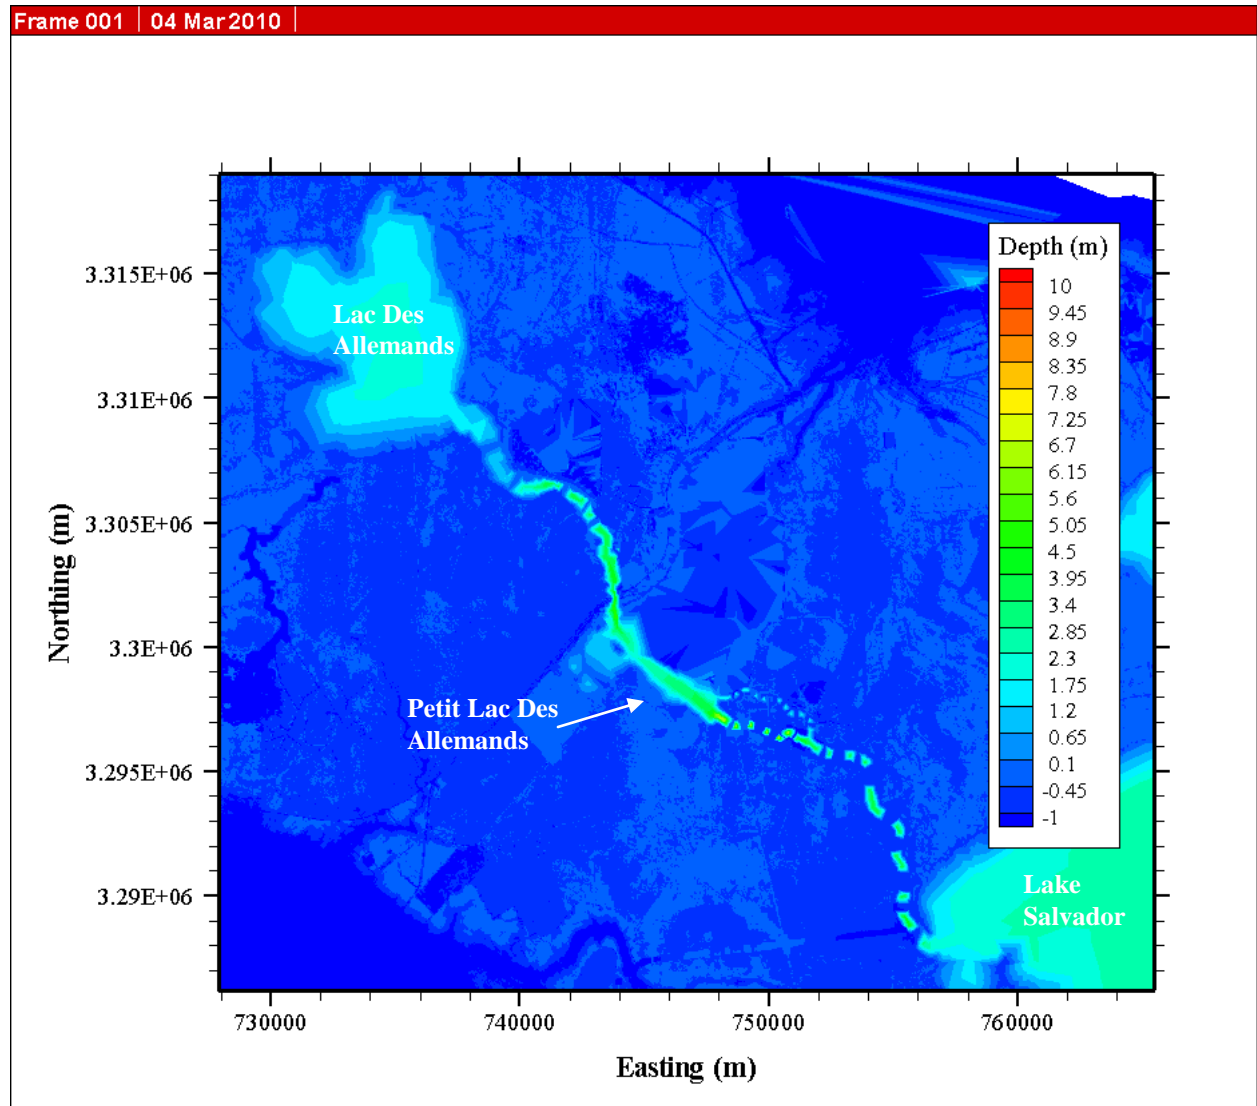 Frame 001 | 04 Mar 2010 |
Depth (m)
10
9.45
8.9
8.35
7.8
7.25
6.7
6.15
5.6
5.05
4.5
3.95
3.4
2.85
2.3
1.75
1.2
0.65
0.1
-0.45
-1
Lac Des
Allemands
Petit Lac Des
Allemands
Lake
Salvador
Northing (m)
3.315E+06
3.31E+06
3.305E+06
3.3E+06
3.295E+06
3.29E+06
730000 740000 750000 760000
Easting (m)